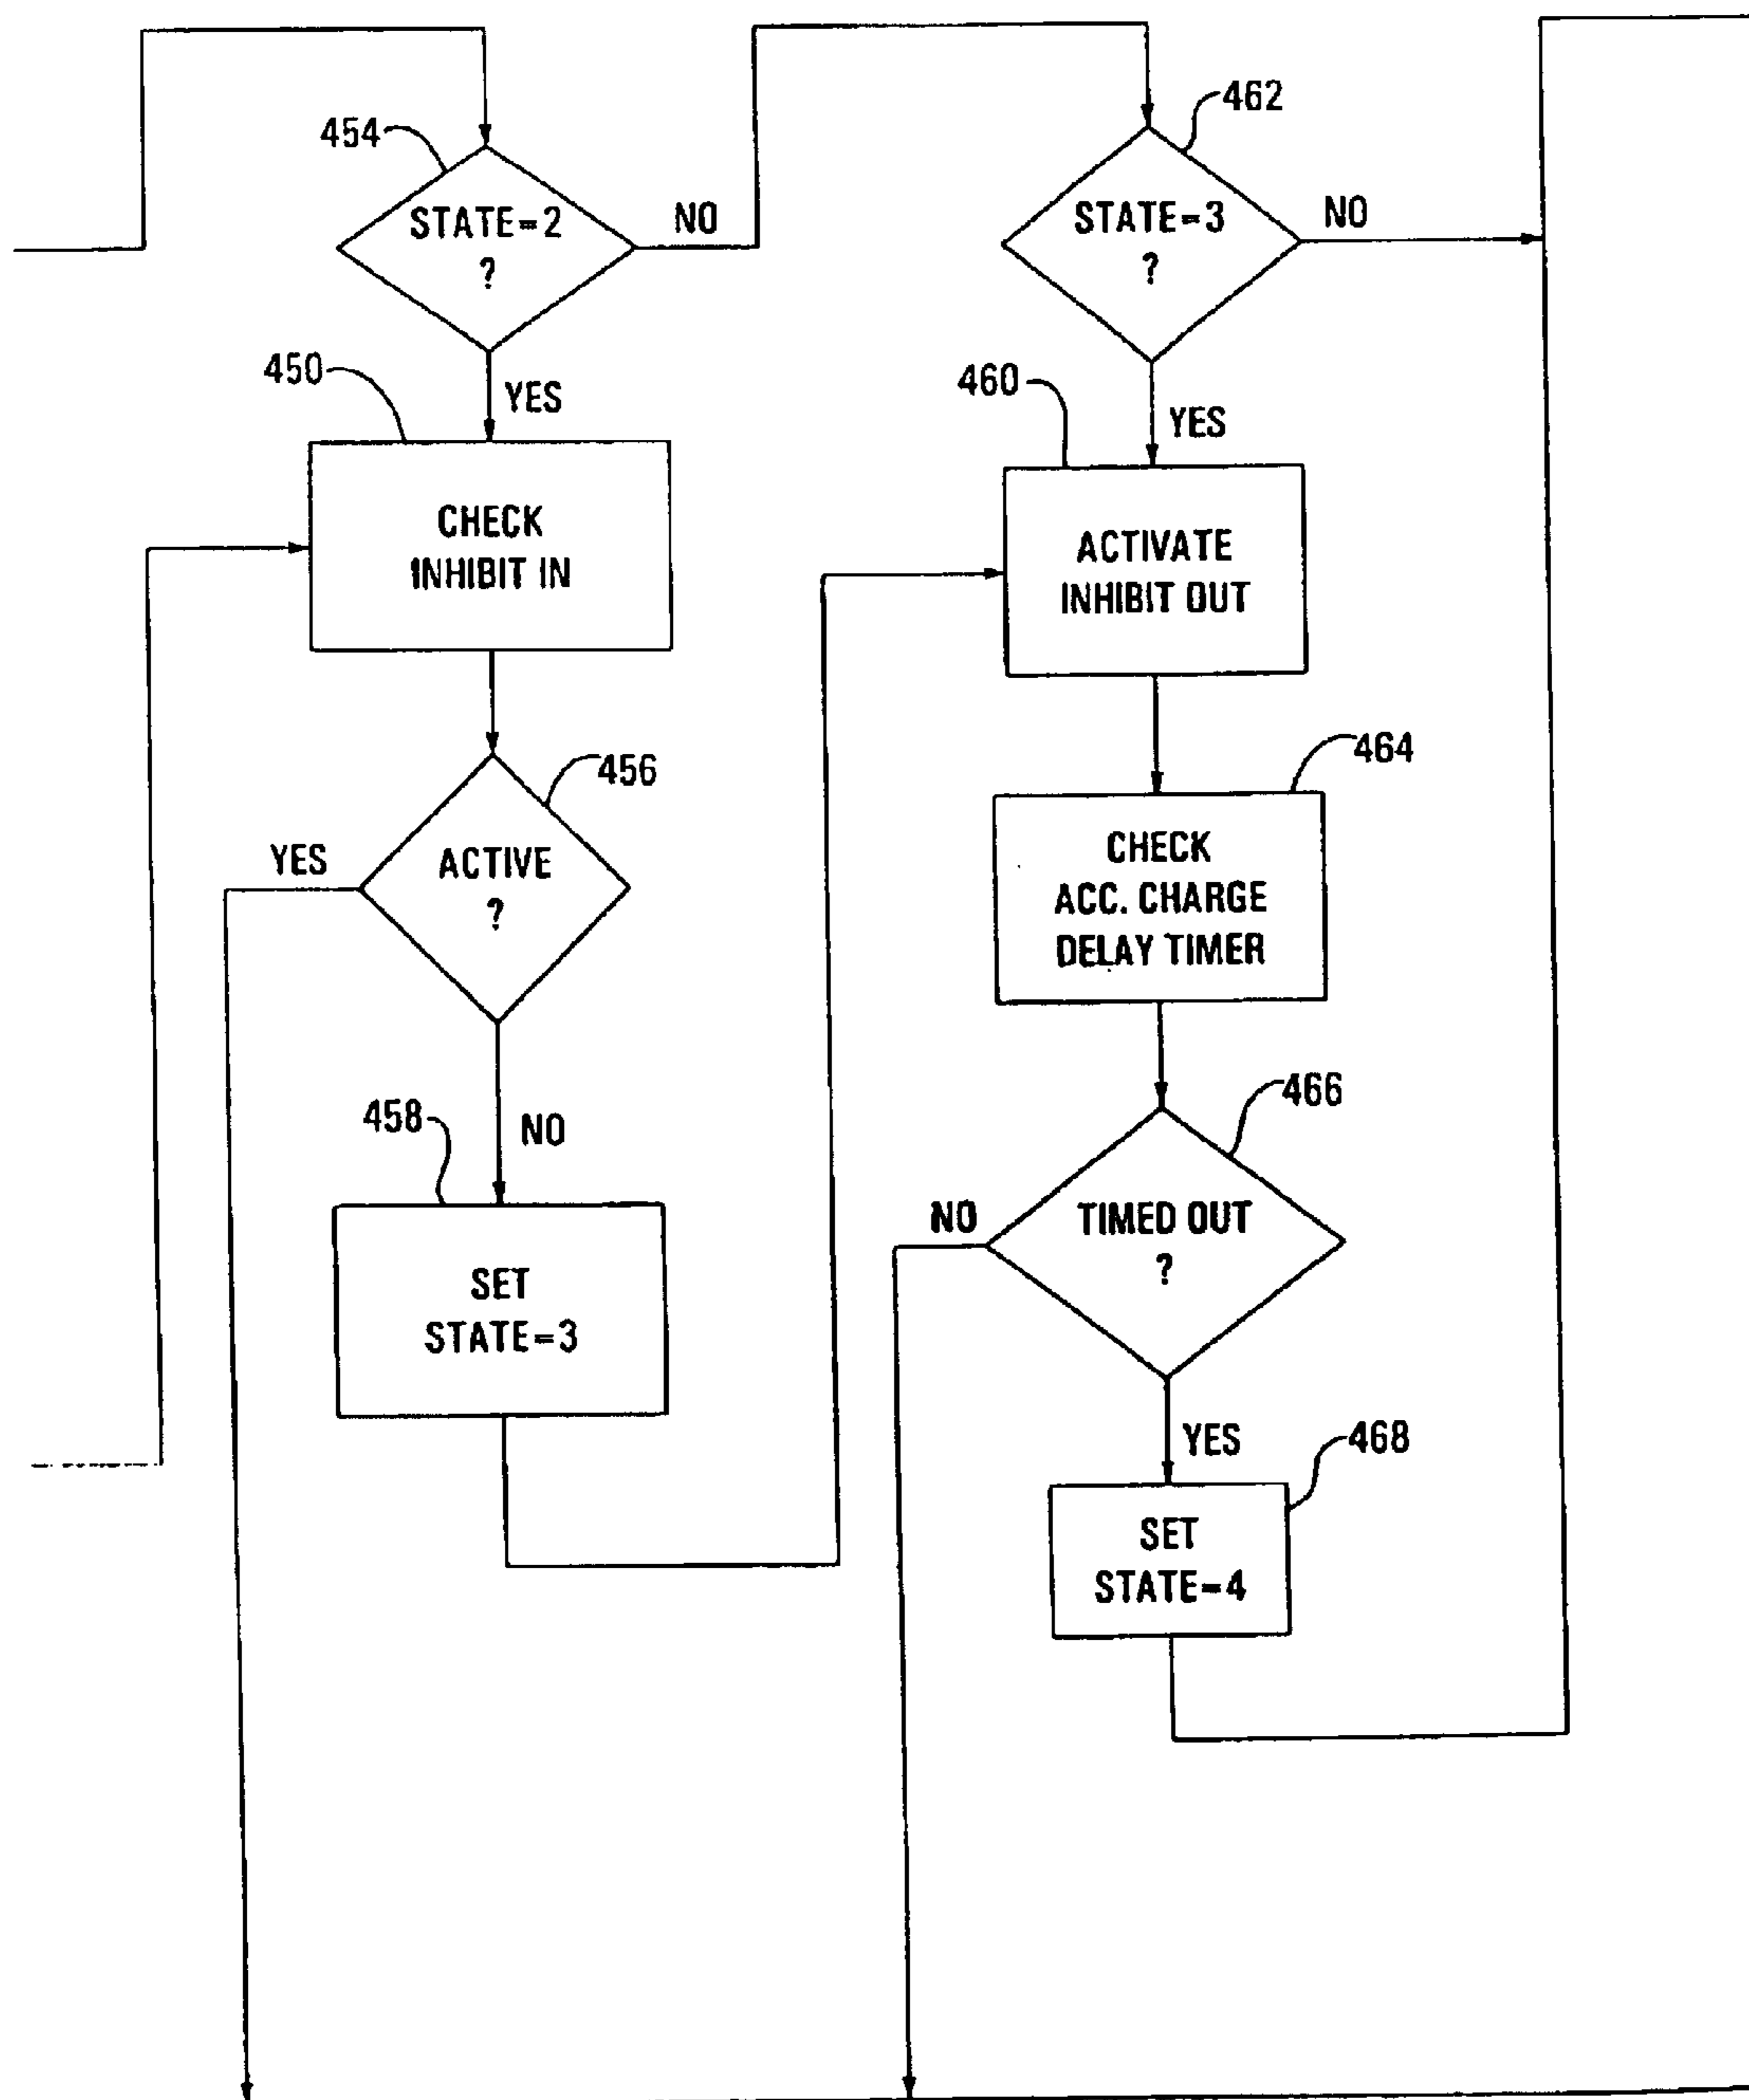 454
STATE=2
?
NO
YES
450
CHECK
INHIBIT IN
456
ACTIVE
?
YES
NO
458
SET
STATE=3
462
STATE=3
?
NO
YES
460
ACTIVATE
INHIBIT OUT
464
CHECK
ACC. CHARGE
DELAY TIMER
466
TIMED OUT
?
NO
YES
468
SET
STATE=4